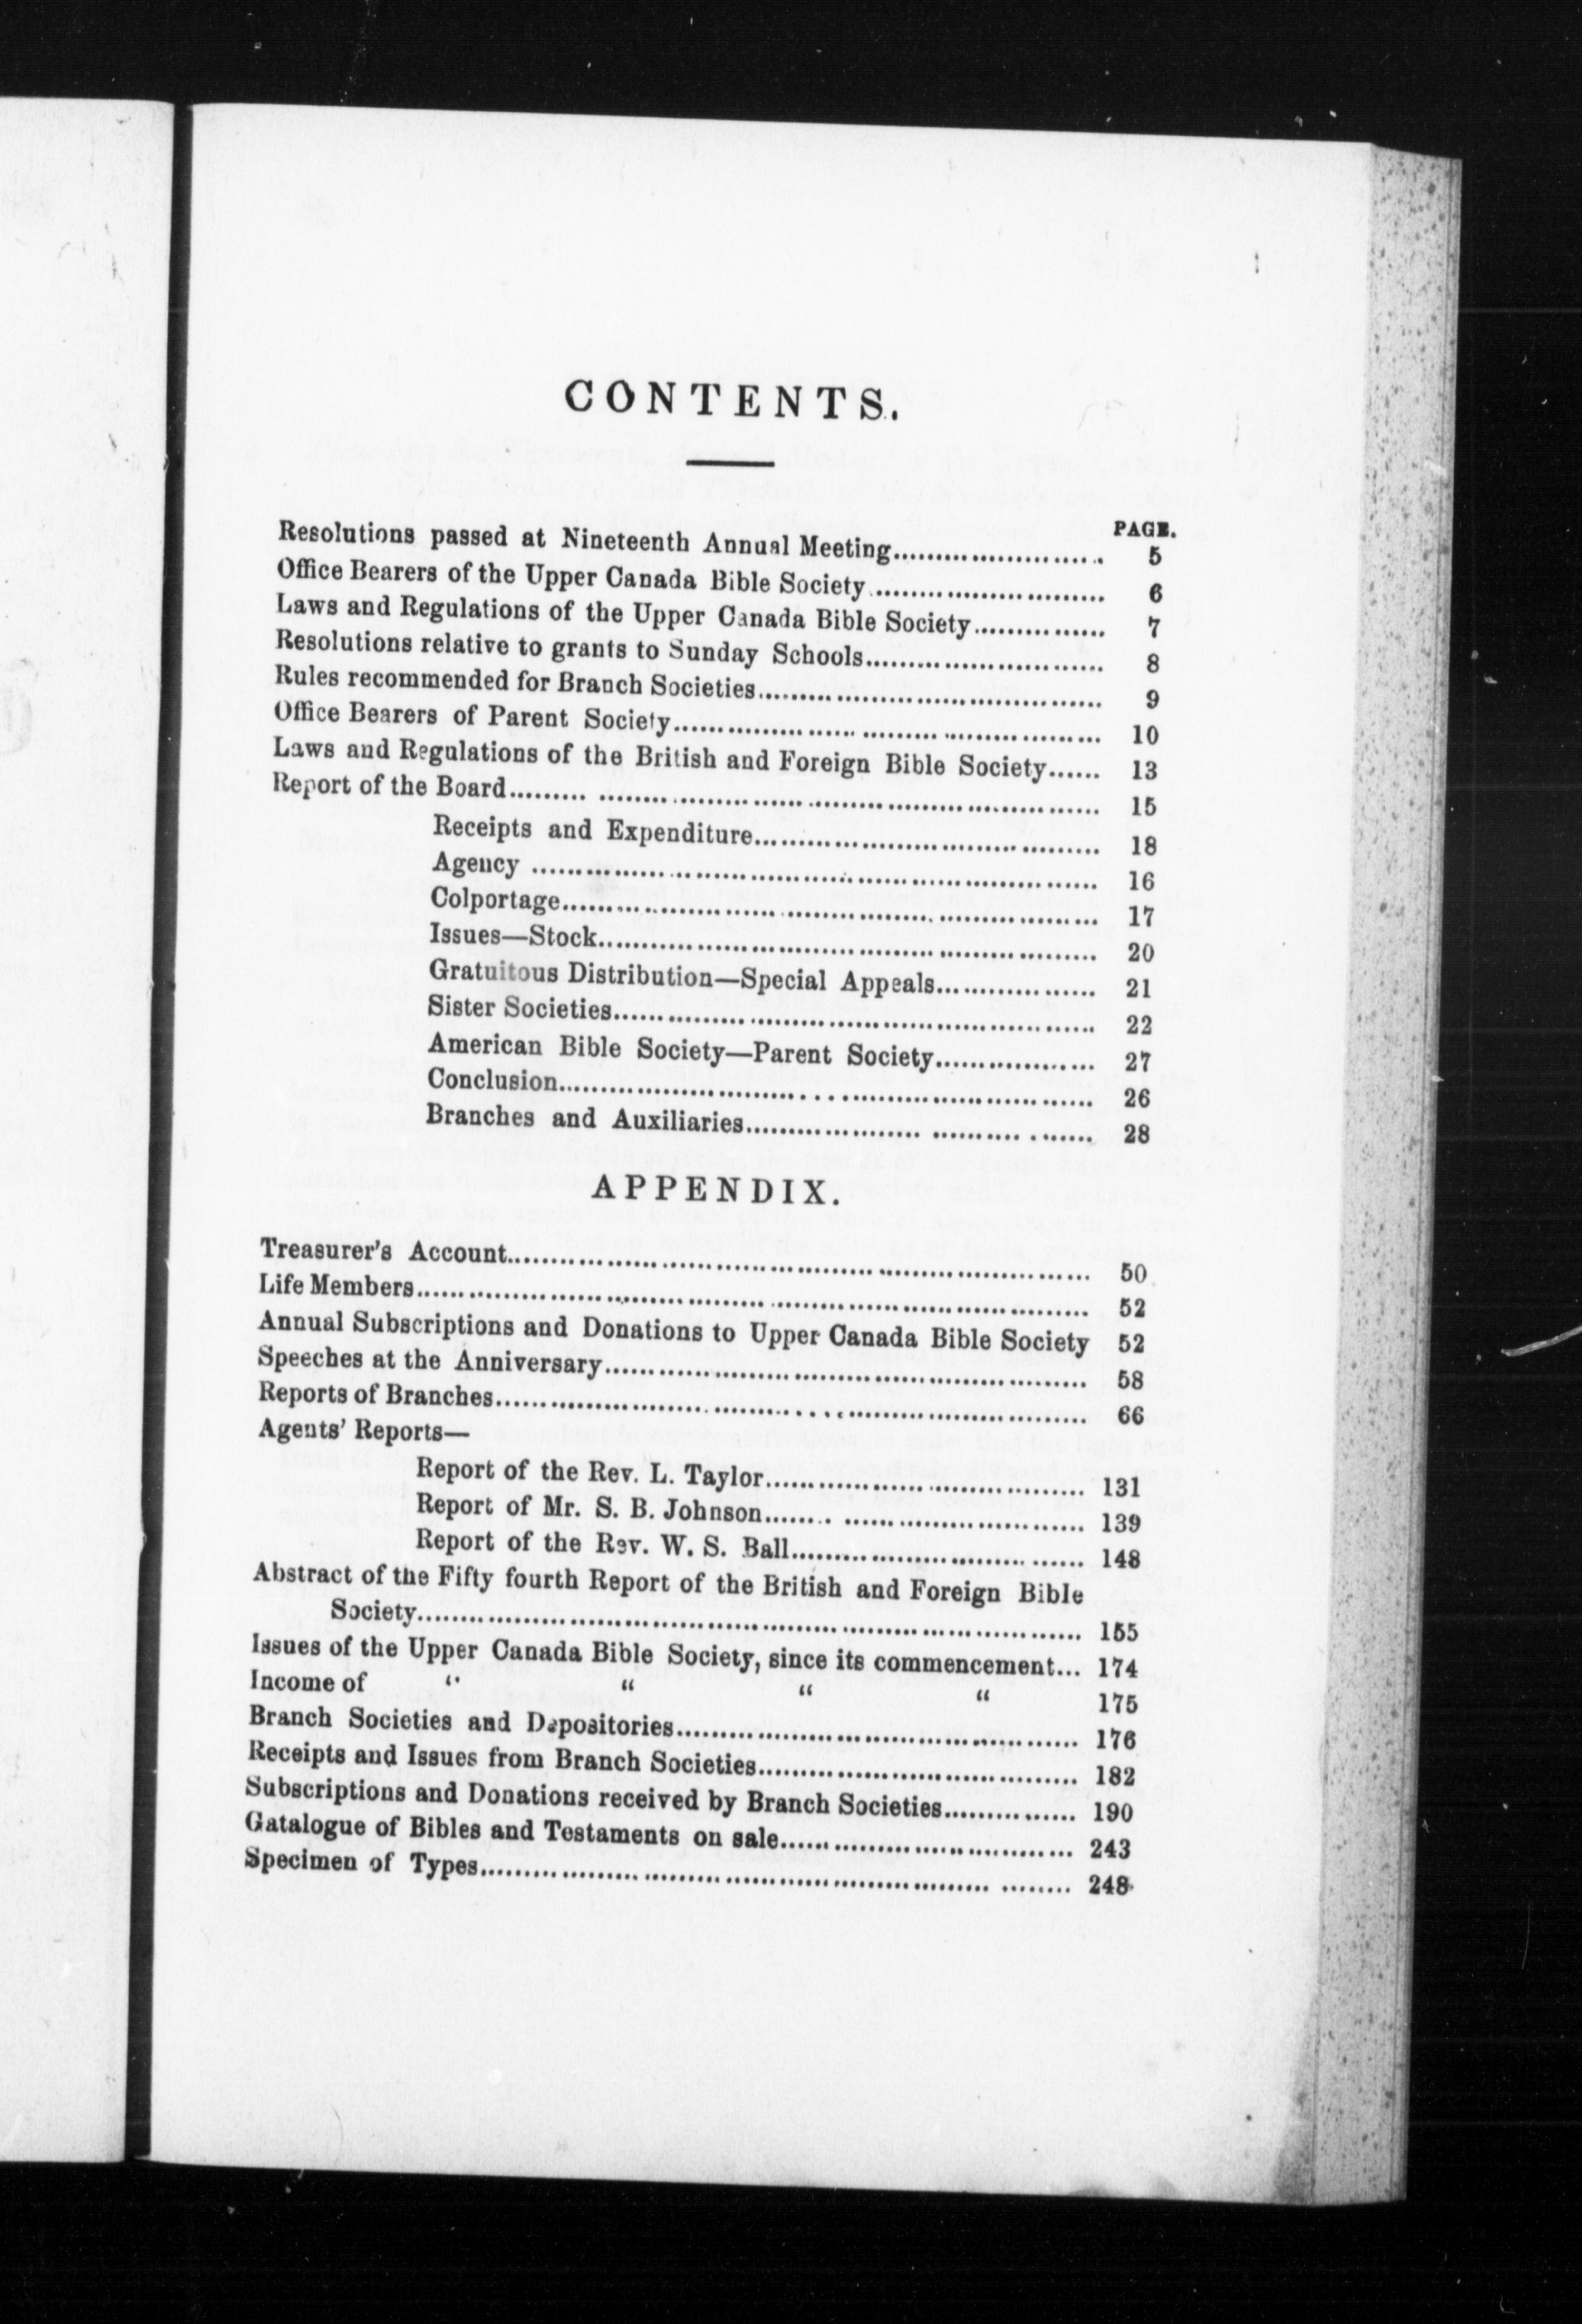 CONTENTS.
PAGE.
Resolutions passed at Nineteenth Annual Meeting........................ 5
Office Bearers of the Upper Canada Bible Society........................... 6
Laws and Regulations of the Upper Canada Bible Society............... 7
Resolutions relative to grants to Sunday Schools........................... 8
Rules recommended for Branch Societies...................................... 9
Office Bearers of Parent Society................................................ 10
Laws and Regulations of the British and Foreign Bible Society...... 13
Report of the Board.................................................................. 15
Receipts and Expenditure....................................... 18
Agency ................................................................ 16
Colportage............................................................. 17
Issues—Stock........................................................ 20
Gratuitous Distribution—Special Appeals.................. 21
Sister Societies...................................................... 22
American Bible Society—Parent Society.................. 27
Conclusion............................................................ 26
Branches and Auxiliaries....................................... 28
APPENDIX.
Treasurer's Account.................................................................. 50
Life Members........................................................................... 52
Annual Subscriptions and Donations to Upper Canada Bible Society 52
Speeches at the Anniversary...................................................... 58
Reports of Branches.................................................................. 66
Agents' Reports—
Report of the Rev. L. Taylor.................................... 131
Report of Mr. S. B. Johnson.................................... 139
Report of the Rev. W. S. Ball................................. 148
Abstract of the Fifty fourth Report of the British and Foreign Bible
Society........................................................................... 155
Issues of the Upper Canada Bible Society, since its commencement... 174
Income of “ “ “ “ 175
Branch Societies and Depositories............................................. 176
Receipts and Issues from Branch Societies.................................... 182
Subscriptions and Donations received by Branch Societies............... 190
Gatalogue of Bibles and Testaments on sale................................. 243
Specimen of Types.................................................................. 248